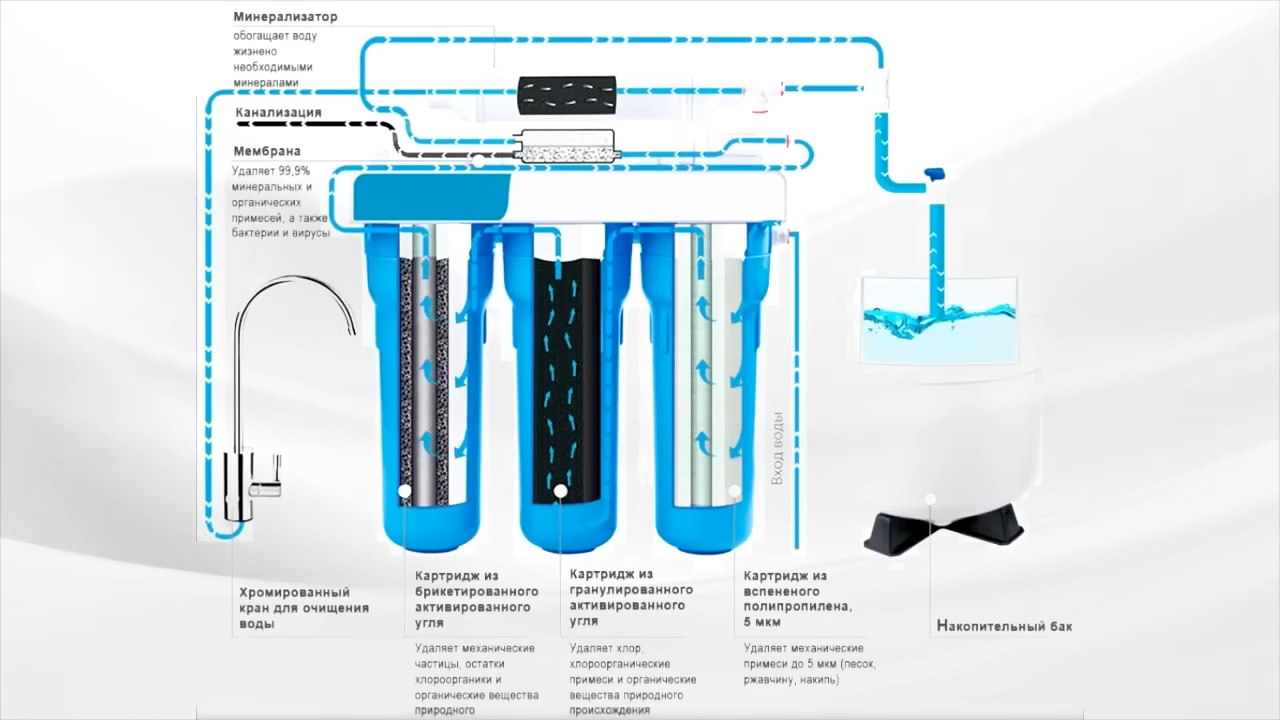 Минерализатор
обогащает воду
жизнено
необходимыми
минералами
Канализация
Мембрана
Удаляет 99,9%
минеральных и
органических
примесей, а также
бактерии и вирусы
Вход воды
Хромированный
кран для очищения
воды
Картридж из
брикетированного
активированного
угля
Удаляет механические
частицы, остатки
хлороорганики и
органические вещества
природного
Картридж из
гранулированного
активированного
угля
Удаляет хлор,
хлороорганические
примеси и органические
вещества природного
происхождения
Картридж из
вспененого
полипропилена,
5 мкм
Удаляет механические
примеси до 5 мкм (песок,
ржавчину, накипь)
Накопительный бак